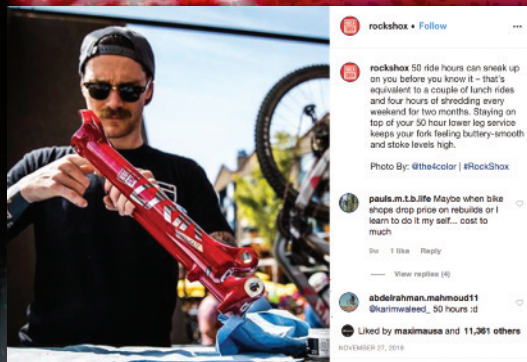 rockshox • Follow
rockshox 50 ride hours can sneak up
on you before you know it – that's
equivalent to a couple of lunch rides
and four hours of shredding every
weekend for two months. Staying on
top of your 50 hour lower leg service
keeps your fork feeling buttery-smooth
and stoke levels high.
Photo By: @the4color | #RockShox
pauls.m.t.b.life Maybe when bike
shops drop price on rebuilds or I
learn to do it my self... cost to
much
9w 1 like Reply
View replies (4)
abdelrahman.mahmoud11
@karimwaleed_ 50 hours :d
Liked by maximausa and 11,361 others
NOVEMBER 27, 2019